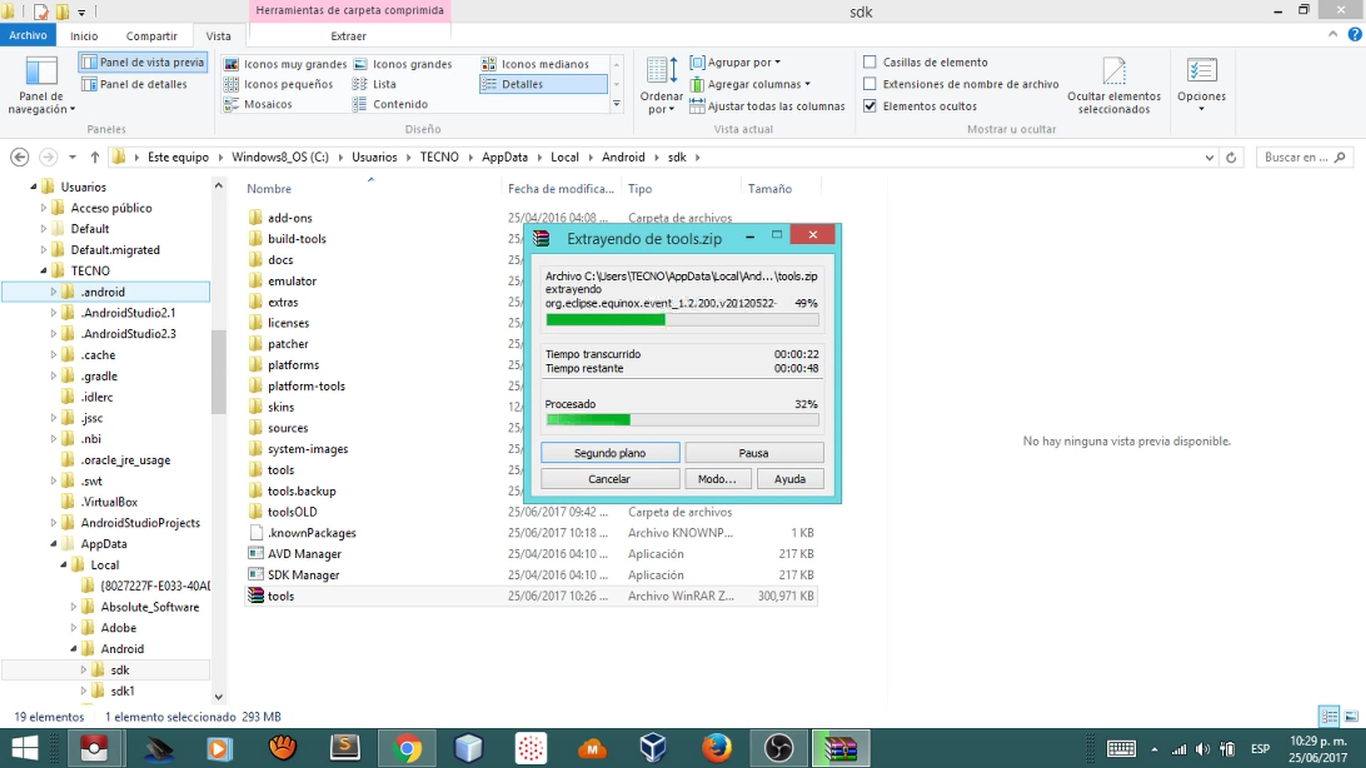 Herramientas de carpeta comprimida
sdk
Archivo Inicio Compartir Vista Extraer
Panel de navegación
Panel de vista previa
Panel de detalles
Paneles
Iconos muy grandes Iconos grandes Iconos medianos
Iconos pequeños Lista Detalles
Mosaicos Contenido
Diseño
Ordenar por
Agrupar por
Agregar columnas
Ajustar todas las columnas
Vista actual
Casillas de elemento
Extensiones de nombre de archivo
Elementos ocultos
Ocultar elementos seleccionados
Mostrar u ocultar
Opciones
Este equipo Windows8_OS (C:) Usuarios TECNO AppData Local Android sdk
Buscar en ...
Usuarios
Acceso público
Default
Default.migrated
TECNO
.android
.AndroidStudio2.1
.AndroidStudio2.3
.cache
.gradle
.idlerc
.jssc
.nbi
.oracle_jre_usage
.swt
.VirtualBox
AndroidStudioProjects
AppData
Local
{8027227F-E033-40A
Absolute_Software
Adobe
Android
sdk
sdk1
Nombre Fecha de modifica... Tipo Tamaño
add-ons 25/04/2016 04:08 ... Carpeta de archivos
build-tools 25/
docs 25/
emulator 25/
extras 25/
licenses 25/
patcher 25/
platforms 25/
platform-tools 25/
skins 12/
sources 25/
system-images 25/
tools 25/
tools.backup 25/
toolsOLD 25/06/2017 09:42 ... Carpeta de archivos
.knownPackages 25/06/2017 10:18 ... Archivo KNOWNP... 1 KB
AVD Manager 25/04/2016 04:10 ... Aplicación 217 KB
SDK Manager 25/04/2016 04:10 ... Aplicación 217 KB
tools 25/06/2017 10:26 ... Archivo WinRAR Z... 300,971 KB
Extrayendo de tools.zip
Archivo C:\Users\TECNO\AppData\Local\And...\tools.zip
extrayendo
org.eclipse.equinox.event_1.2.200.v20120522- 49%
Tiempo transcurrido 00:00:22
Tiempo restante 00:00:48
Procesado 32%
Segundo plano Pausa
Cancelar Modo... Ayuda
No hay ninguna vista previa disponible.
19 elementos 1 elemento seleccionado 293 MB
ESP
10:29 p. m.
25/06/2017